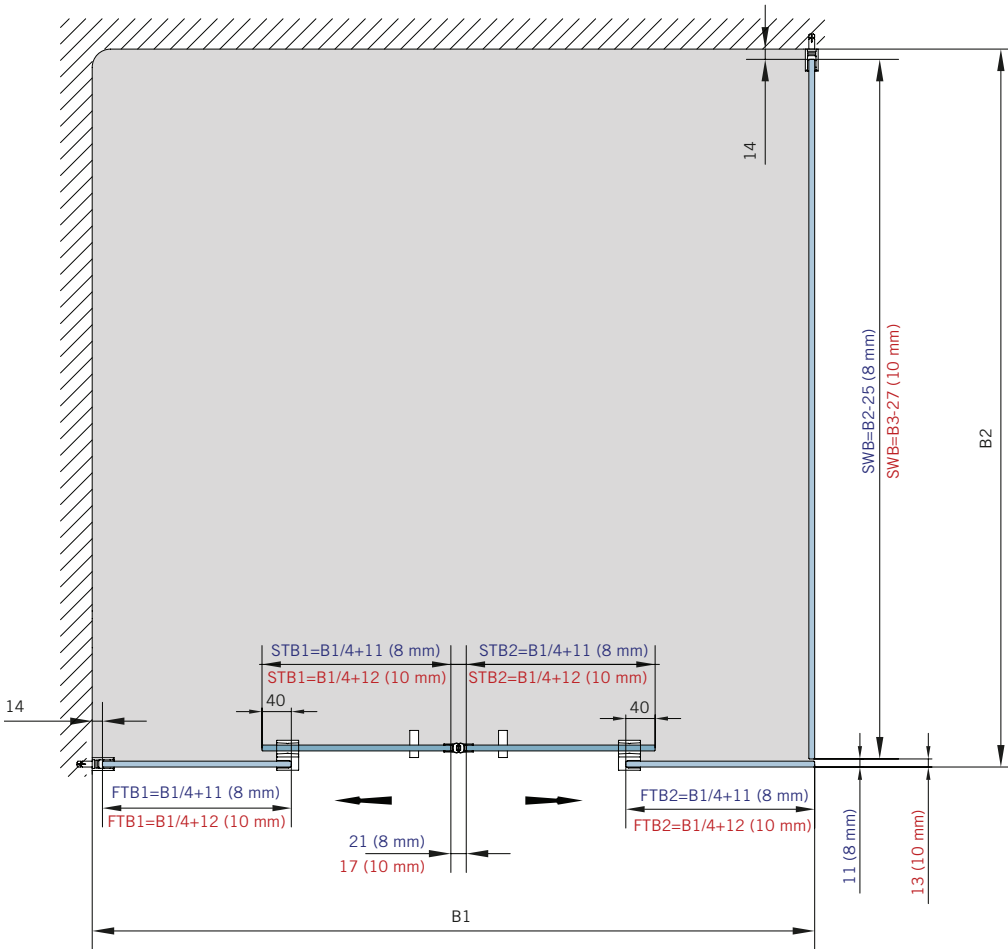 14
SWB=B2-25 (8 mm)
SWB=B3-27 (10 mm)
B2
STB1=B1/4+11 (8 mm)
STB2=B1/4+11 (8 mm)
STB1=B1/4+12 (10 mm)
STB2=B1/4+12 (10 mm)
40
40
14
FTB1=B1/4+11 (8 mm)
FTB2=B1/4+11 (8 mm)
FTB1=B1/4+12 (10 mm)
FTB2=B1/4+12 (10 mm)
21 (8 mm)
17 (10 mm)
11 (8 mm)
13 (10 mm)
B1